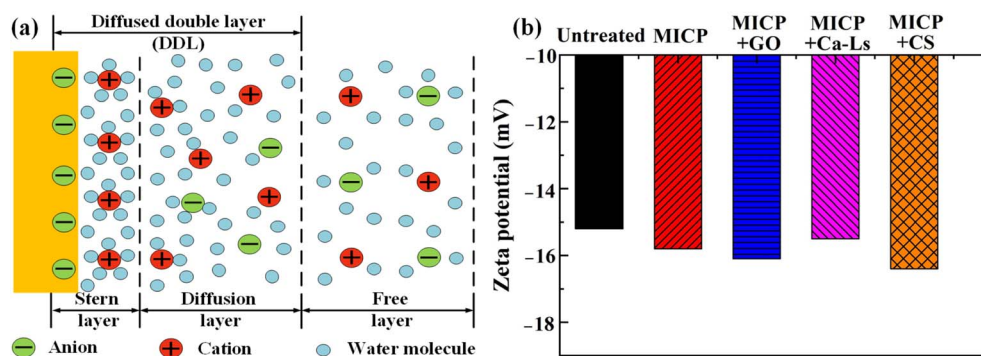 (a)
Diffused double layer
(DDL)
Stern
layer
Diffusion
layer
Free
layer
Anion
Cation
Water molecule
(b)
Untreated
MICP
MICP
+GO
MICP
+Ca-Ls
MICP
+CS
Zeta potential (mV)
−10
−12
−14
−16
−18